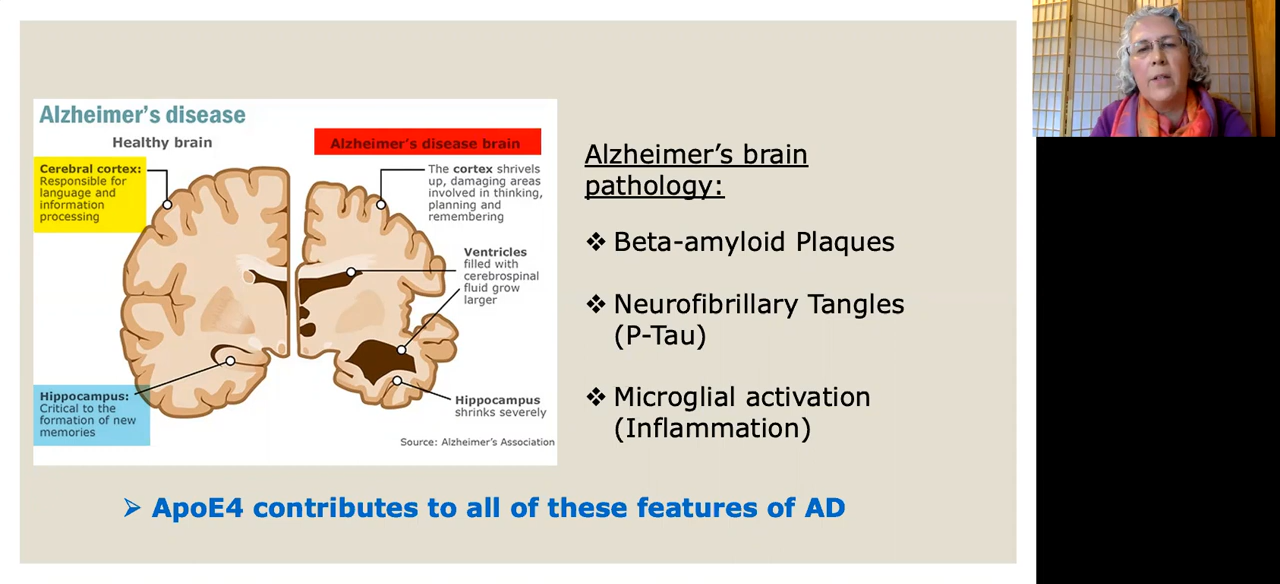 Alzheimer's disease
Healthy brain
Alzheimer's disease brain
Cerebral cortex:
Responsible for
language and
information
processing
The cortex shrivels
up, damaging areas
involved in thinking,
planning and
remembering
Ventricles
filled with
cerebrospinal
fluid grow
larger
Hippocampus:
Critical to the
formation of new
memories
Hippocampus
shrinks severely
Source: Alzheimer's Association
Alzheimer's brain
pathology:
❖ Beta-amyloid Plaques
❖ Neurofibrillary Tangles
(P-Tau)
❖ Microglial activation
(Inflammation)
➢ ApoE4 contributes to all of these features of AD